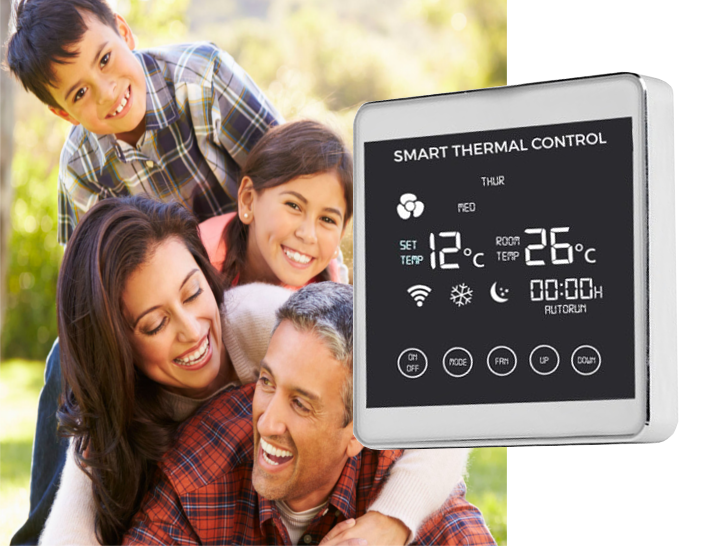 SMART THERMAL CONTROL
THUR
MED
SET TEMP 12°C ROOM TEMP 26°C
00:00H
AUTORUN
ON OFF MODE FAN UP DOWN